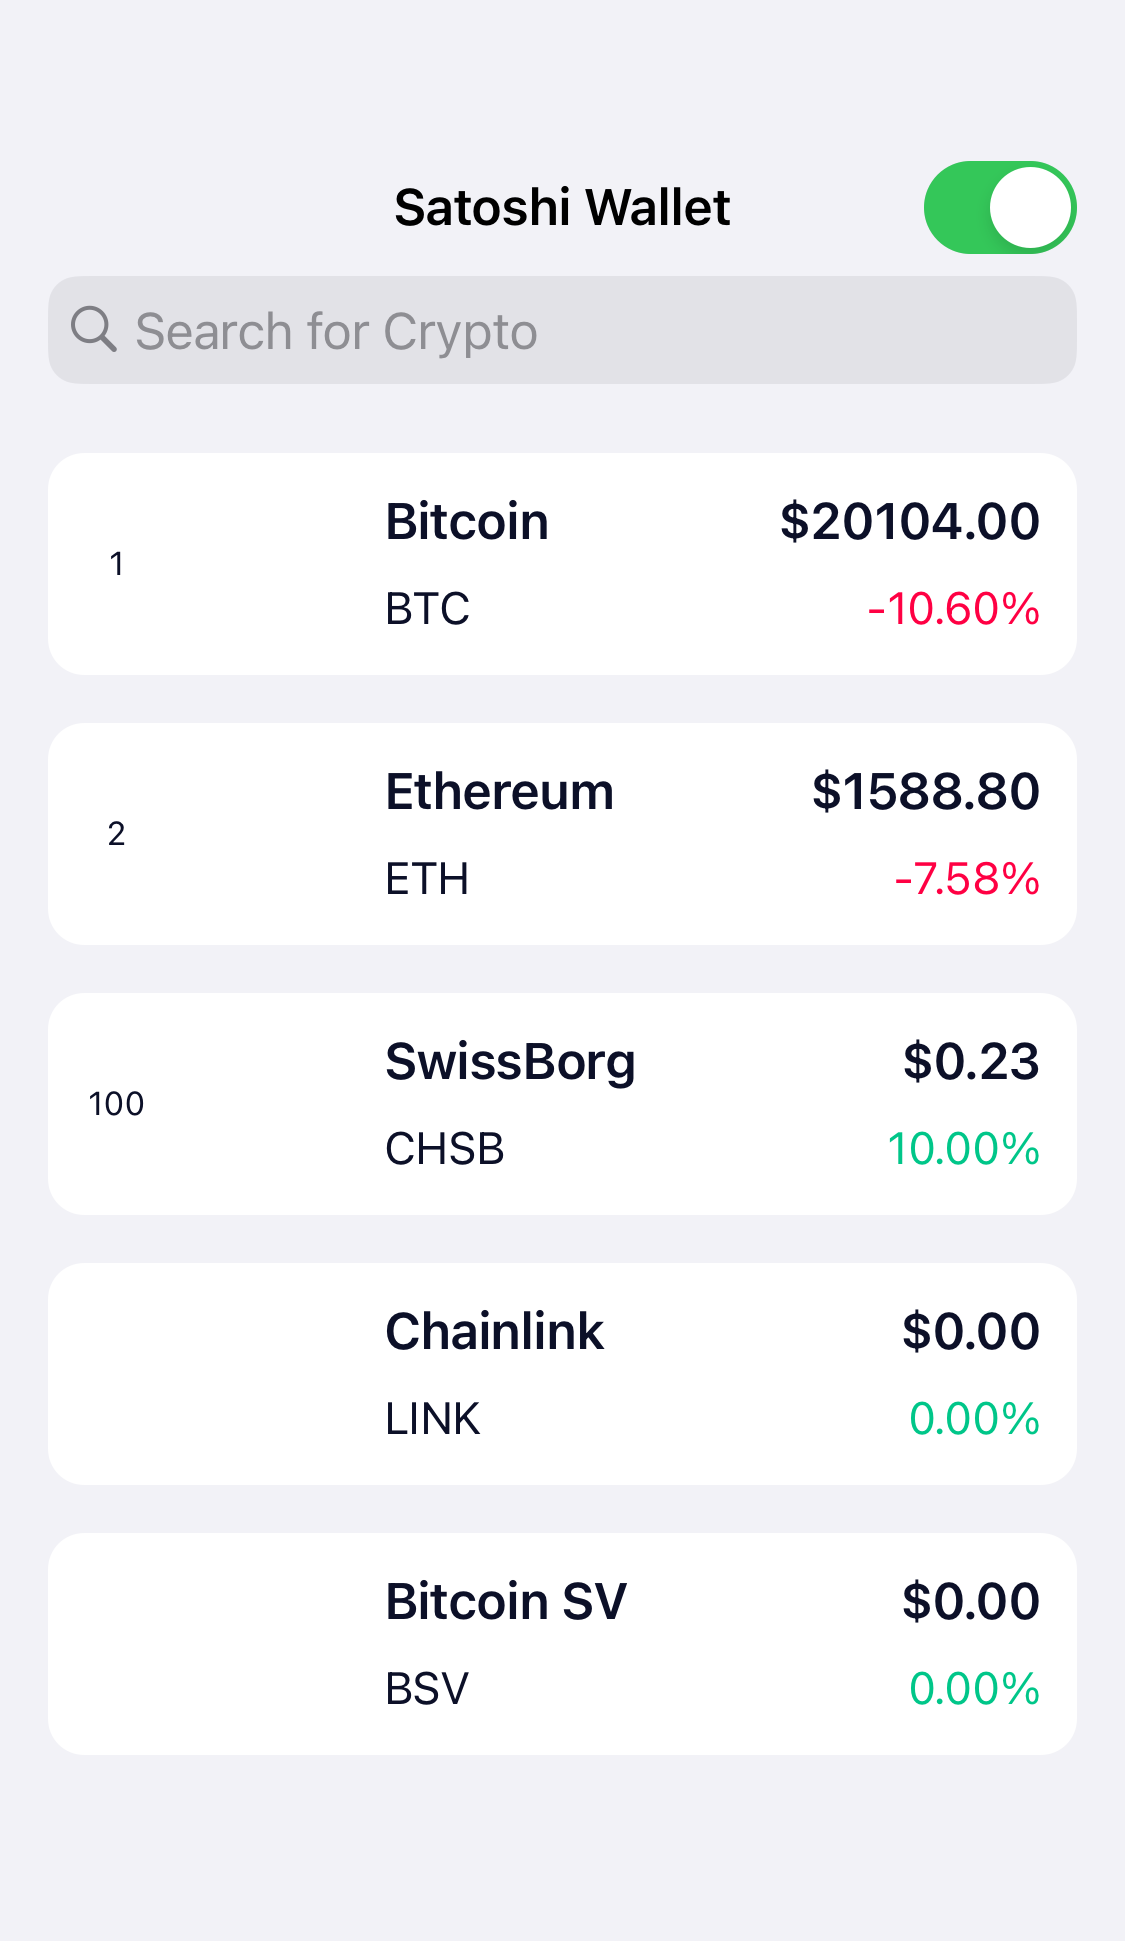 Satoshi Wallet
Search for Crypto
Bitcoin $20104.00
1
BTC -10.60%
Ethereum $1588.80
2
ETH -7.58%
SwissBorg $0.23
100
CHSB 10.00%
Chainlink $0.00
LINK 0.00%
Bitcoin SV $0.00
BSV 0.00%